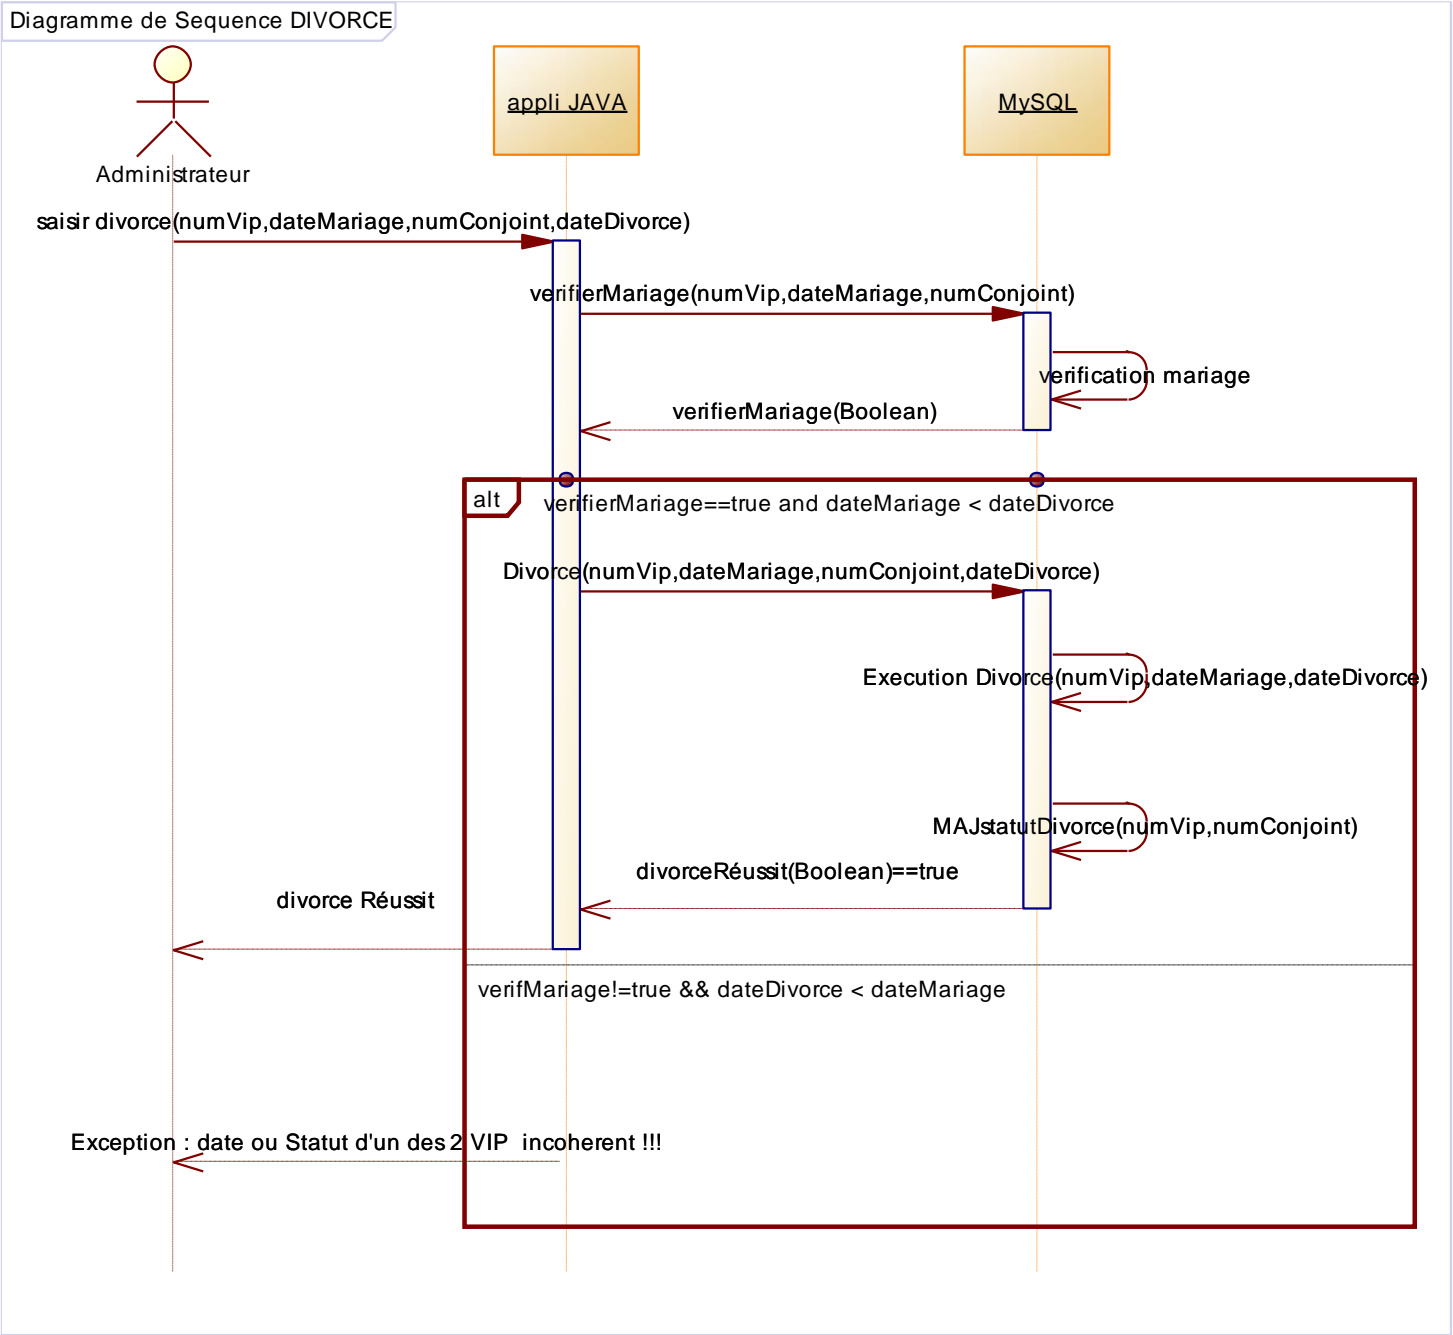 Diagramme de Sequence DIVORCE
appli JAVA
MySQL
Administrateur
saisir divorce(numVip,dateMariage,numConjoint,dateDivorce)
verifierMariage(numVip,dateMariage,numConjoint)
verification mariage
verifierMariage(Boolean)
alt
verifierMariage==true and dateMariage < dateDivorce
Divorce(numVip,dateMariage,numConjoint,dateDivorce)
Execution Divorce(numVip,dateMariage,dateDivorce)
MAJstatutDivorce(numVip,numConjoint)
divorceRéussit(Boolean)==true
divorce Réussit
verifMariage!=true && dateDivorce < dateMariage
Exception : date ou Statut d'un des 2 VIP  incoherent !!!